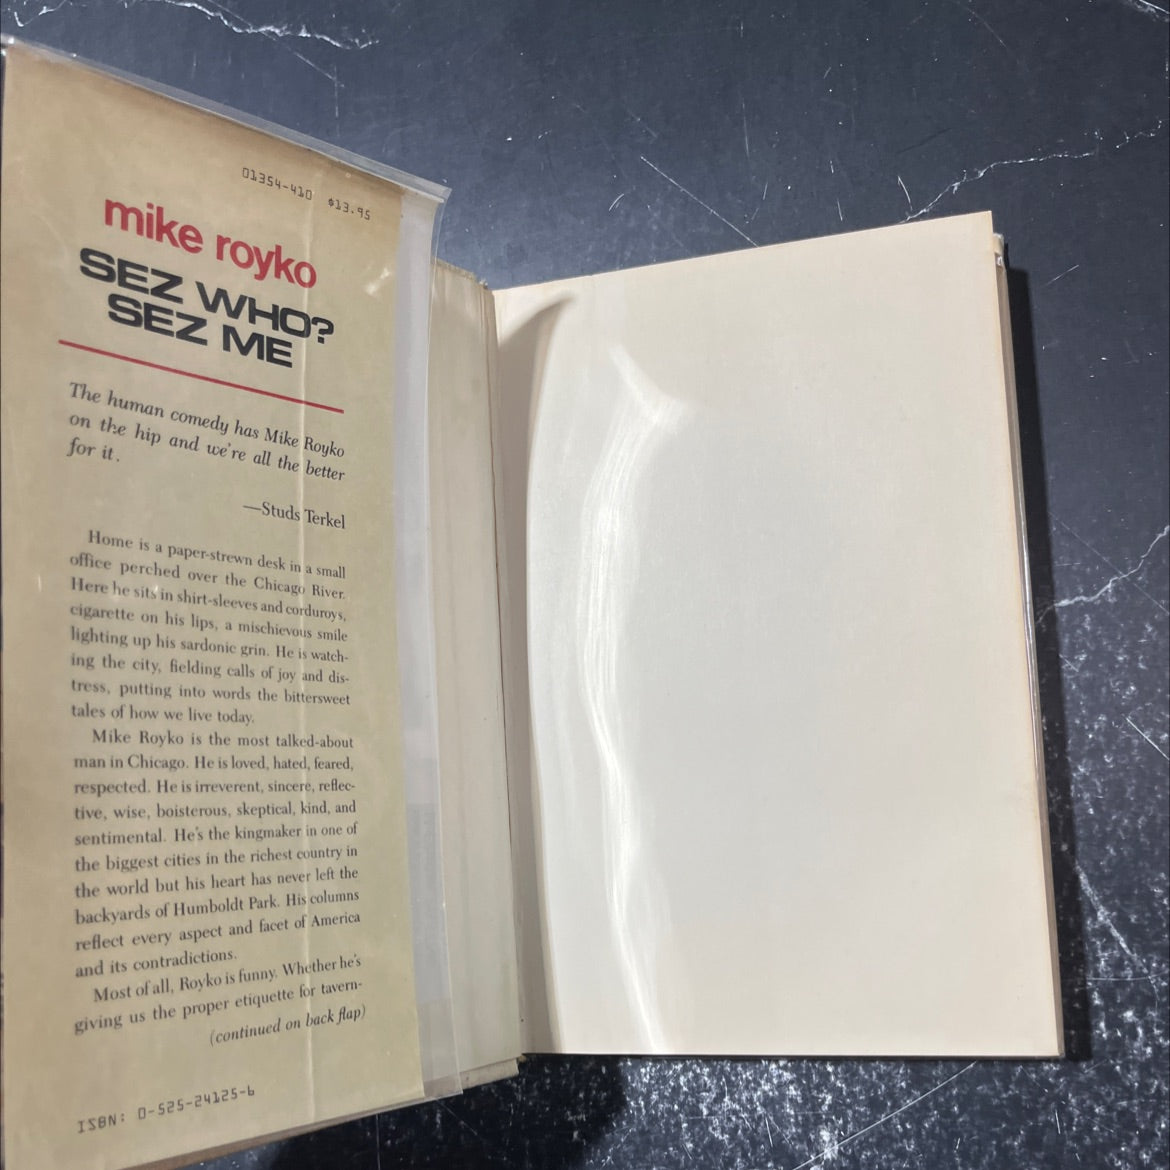 01354-410 $13.95
mike royko
SEZ WHO?
SEZ ME
The human comedy has Mike Royko
on the hip and we're all the better
for it.
—Studs Terkel
Home is a paper-strewn desk in a small
office perched over the Chicago River.
Here he sits in shirt-sleeves and corduroys,
cigarette on his lips, a mischievous smile
lighting up his sardonic grin. He is watch-
ing the city, fielding calls of joy and dis-
tress, putting into words the bittersweet
tales of how we live today.
Mike Royko is the most talked-about
man in Chicago. He is loved, hated, feared,
respected. He is irreverent, sincere, reflec-
tive, wise, boisterous, skeptical, kind, and
sentimental. He's the kingmaker in one of
the biggest cities in the richest country in
the world but his heart has never left the
backyards of Humboldt Park. His columns
reflect every aspect and facet of America
and its contradictions.
Most of all, Royko is funny. Whether he's
giving us the proper etiquette for tavern-
(continued on back flap)
ISBN: 0-525-24125-6